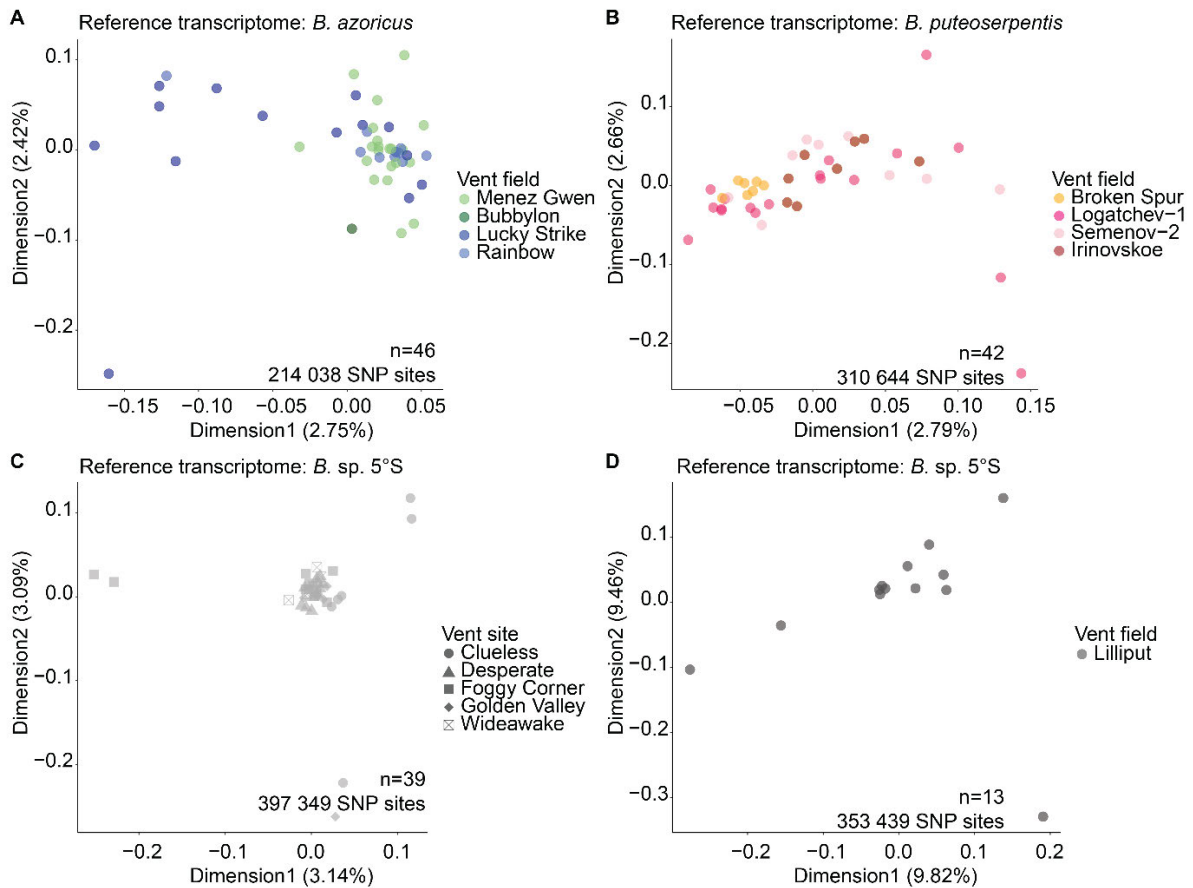 A
Reference transcriptome: B. azoricus
0.1
0.0
−0.1
−0.2
Dimension2 (2.42%)
−0.15
−0.10
−0.05
0.00
0.05
Dimension1 (2.75%)
Vent field
Menez Gwen
Bubbylon
Lucky Strike
Rainbow
n=46
214 038 SNP sites
B
Reference transcriptome: B. puteoserpentis
0.1
0.0
−0.1
−0.2
Dimension2 (2.66%)
−0.05
0.00
0.05
0.10
0.15
Dimension1 (2.79%)
Vent field
Broken Spur
Logatchev−1
Semenov−2
Irinovskoe
n=42
310 644 SNP sites
C
Reference transcriptome: B. sp. 5°S
0.1
0.0
−0.1
−0.2
Dimension2 (3.09%)
−0.2
−0.1
0.0
0.1
Dimension1 (3.14%)
Vent site
Clueless
Desperate
Foggy Corner
Golden Valley
Wideawake
n=39
397 349 SNP sites
D
Reference transcriptome: B. sp. 5°S
0.1
0.0
−0.1
−0.2
−0.3
Dimension2 (9.46%)
−0.2
−0.1
0.0
0.1
0.2
Dimension1 (9.82%)
Vent field
Lilliput
n=13
353 439 SNP sites